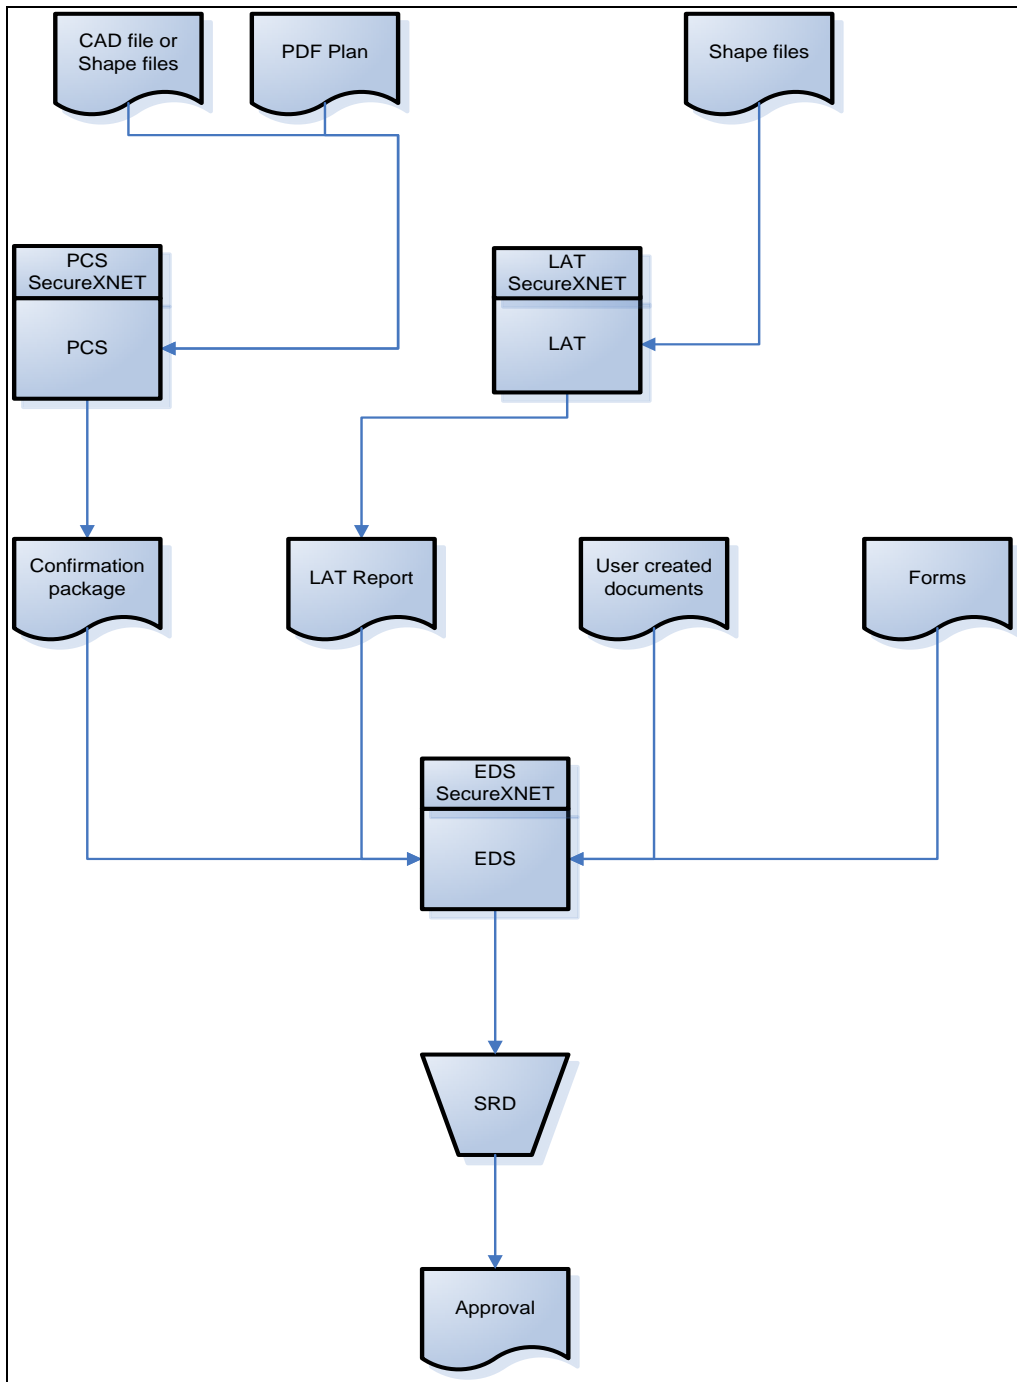 CAD file or
Shape files
PDF Plan
Shape files
PCS
SecureXNET
PCS
LAT
SecureXNET
LAT
Confirmation
package
LAT Report
User created
documents
Forms
EDS
SecureXNET
EDS
SRD
Approval